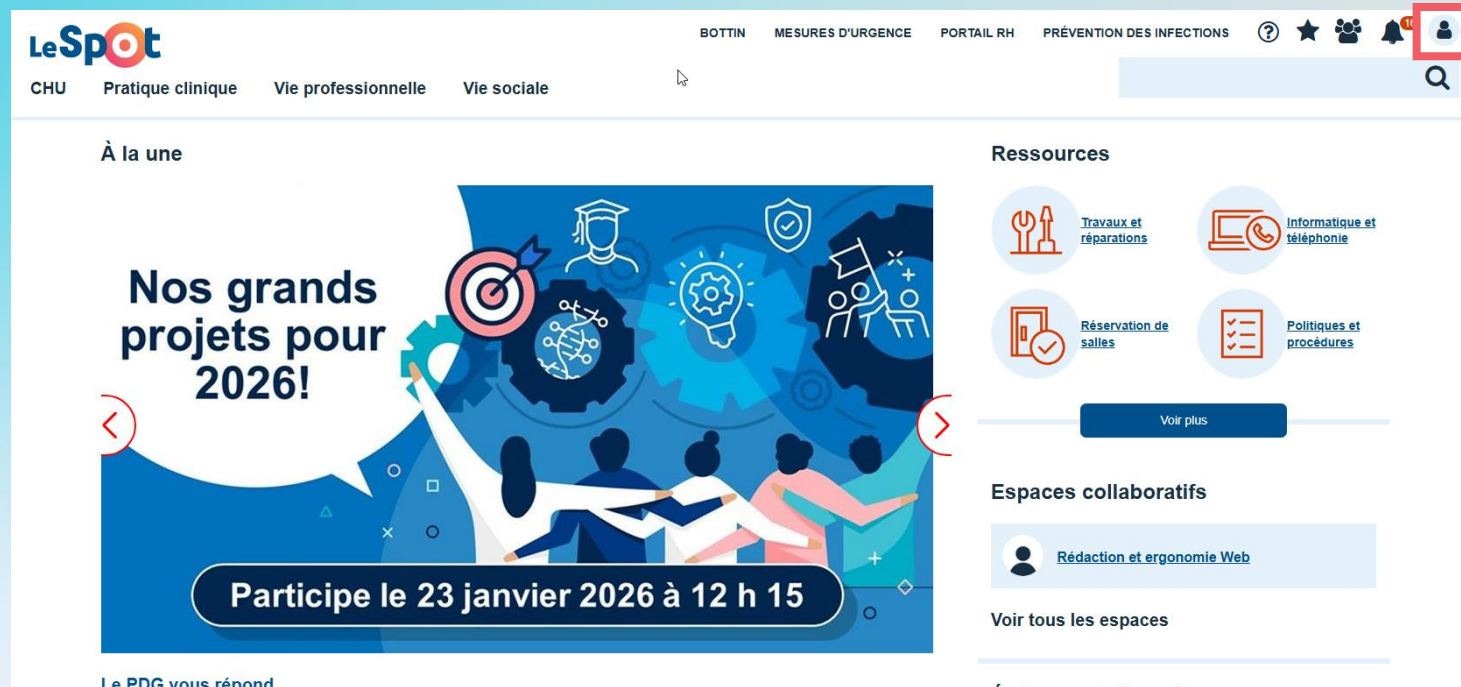 LeSpot
BOTTIN
MESURES D'URGENCE
PORTAIL RH
PRÉVENTION DES INFECTIONS
CHU
Pratique clinique
Vie professionnelle
Vie sociale
À la une
Nos grands
projets pour
2026!
Participe le 23 janvier 2026 à 12 h 15
Le PDG vous répond
Ressources
Travaux et
réparations
Informatique et
téléphonie
Réservation de
salles
Politiques et
procédures
Voir plus
Espaces collaboratifs
Rédaction et ergonomie Web
Voir tous les espaces